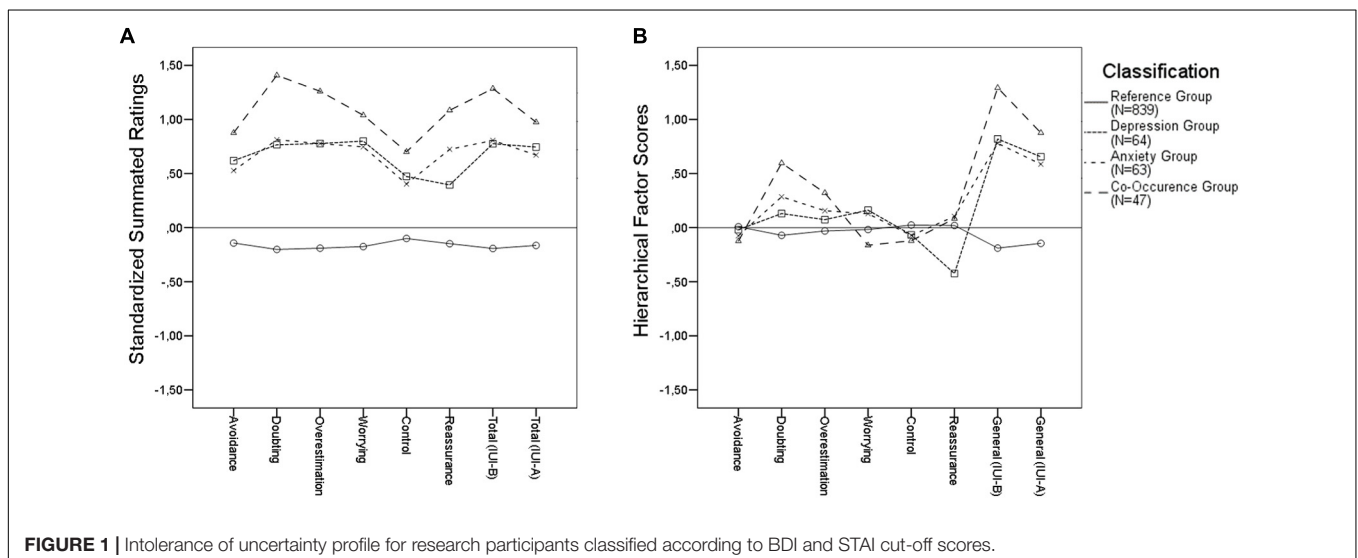 A
B
Standardized Summated Ratings
1,50
1,00
,50
,00
-,50
-1,00
-1,50
Avoidance
Doubting
Overestimation
Worrying
Control
Reassurance
Total (IUI-B)
Total (IUI-A)
Hierarchical Factor Scores
1,50
1,00
,50
,00
-,50
-1,00
-1,50
Avoidance
Doubting
Overestimation
Worrying
Control
Reassurance
General (IUI-B)
General (IUI-A)
Classification
Reference Group
(N=839)
Depression Group
(N=64)
Anxiety Group
(N=63)
Co-Occurence Group
(N=47)
FIGURE 1 | Intolerance of uncertainty profile for research participants classified according to BDI and STAI cut-off scores.